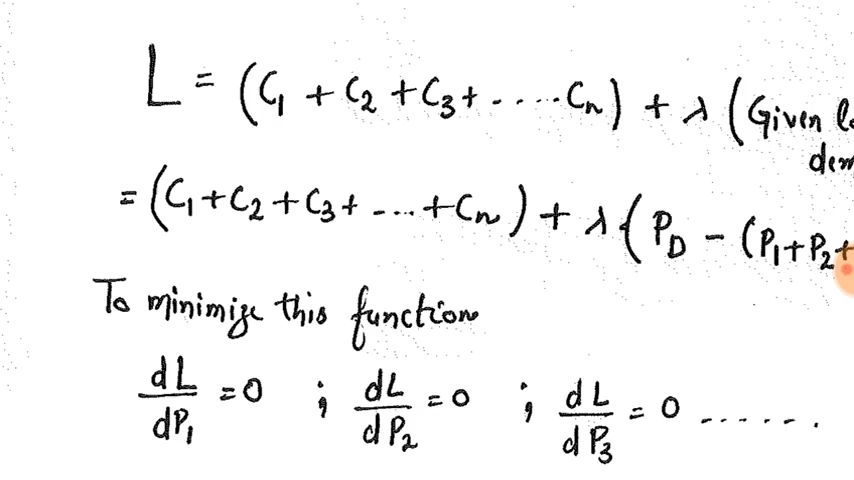 L = (C₁ + C₂ + C₃ + ..... Cₙ) + λ (Given
= (C₁ + C₂ + C₃ + .... + Cₙ) + λ { P_D - (P₁ + P₂ +
To minimize this function
dL/dP₁ = 0 ; dL/dP₂ = 0 ; dL/dP₃ = 0 .......